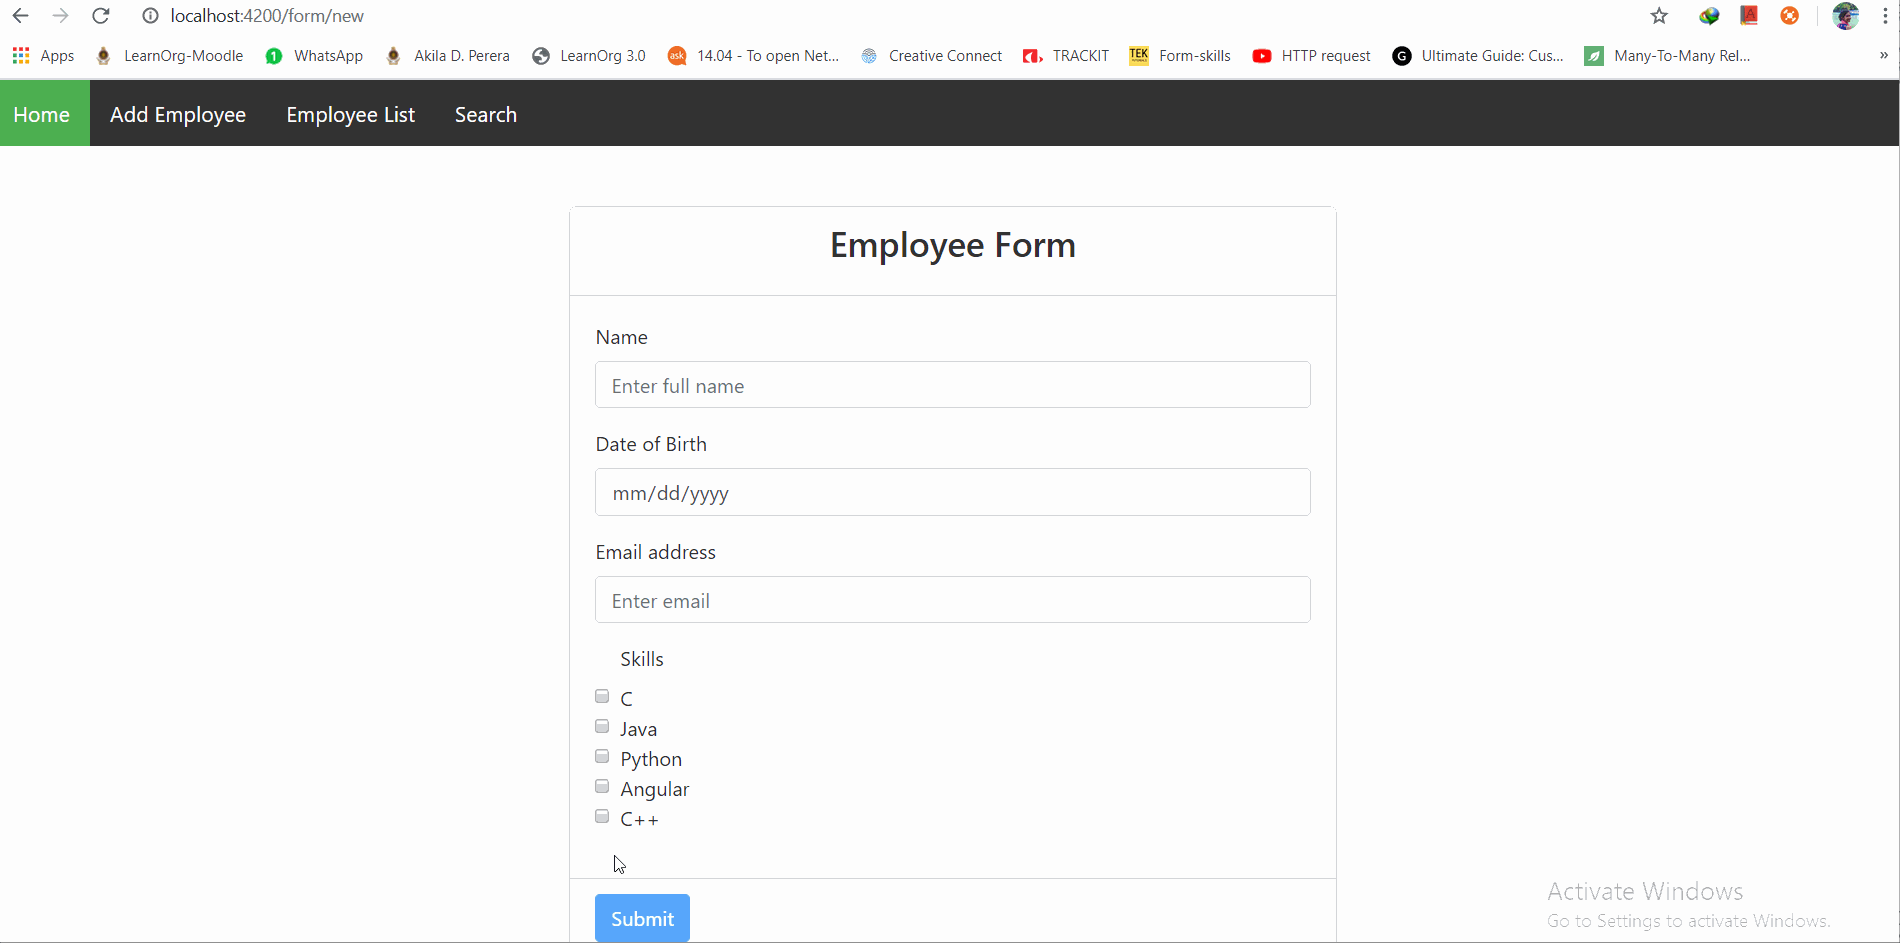 localhost:4200/form/new
Apps LearnOrg-Moodle 1 WhatsApp Akila D. Perera LearnOrg 3.0 ask 14.04 - To open Net... Creative Connect TRACKIT TEK Form-skills HTTP request G Ultimate Guide: Cus... Many-To-Many Rel... »
Home Add Employee Employee List Search
Employee Form
Name
Enter full name
Date of Birth
mm/dd/yyyy
Email address
Enter email
Skills
C
Java
Python
Angular
C++
Submit
Activate Windows
Go to Settings to activate Windows.